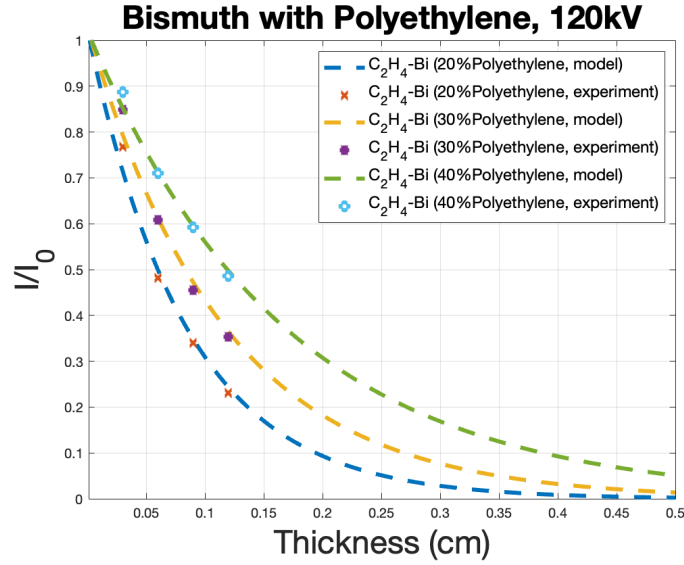 Bismuth with Polyethylene, 120kV
C₂H₄-Bi (20%Polyethylene, model)
C₂H₄-Bi (20%Polyethylene, experiment)
C₂H₄-Bi (30%Polyethylene, model)
C₂H₄-Bi (30%Polyethylene, experiment)
C₂H₄-Bi (40%Polyethylene, model)
C₂H₄-Bi (40%Polyethylene, experiment)
I/I₀
1
0.9
0.8
0.7
0.6
0.5
0.4
0.3
0.2
0.1
0
0.05 0.1 0.15 0.2 0.25 0.3 0.35 0.4 0.45 0.5
Thickness (cm)